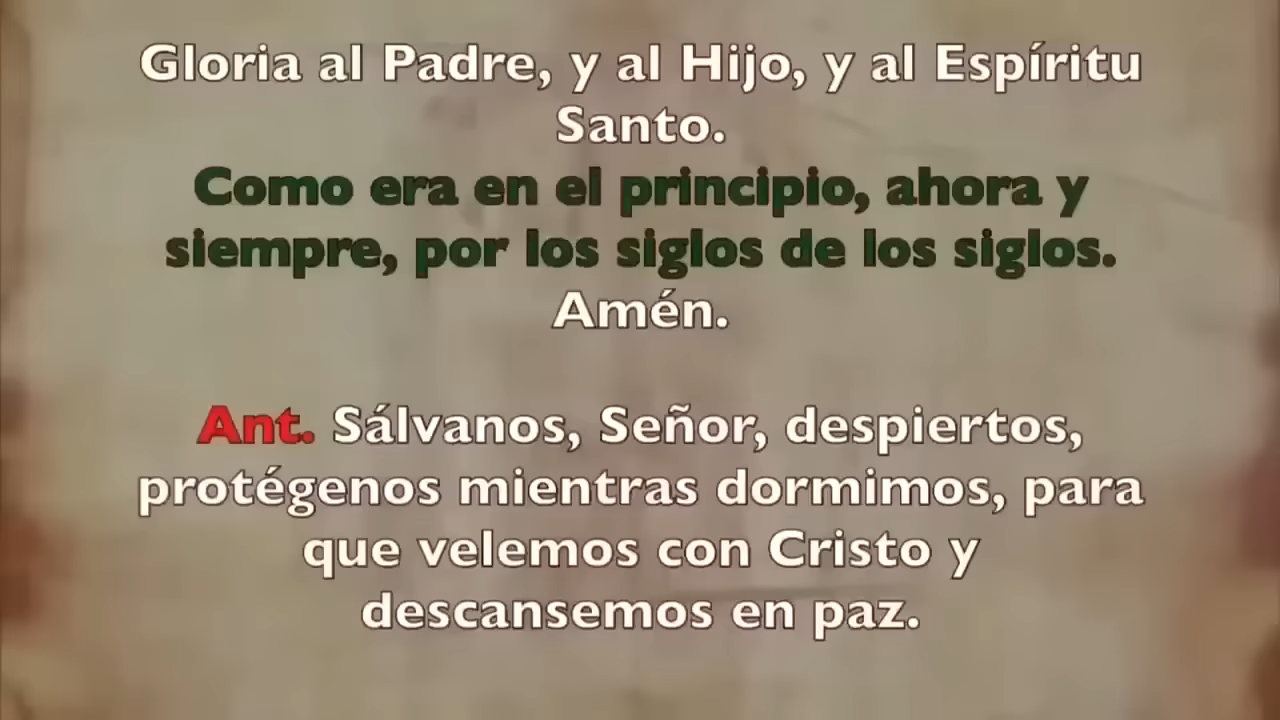 Gloria al Padre, y al Hijo, y al Espíritu
Santo.
Como era en el principio, ahora y
siempre, por los siglos de los siglos.
Amén.
Ant. Sálvanos, Señor, despiertos,
protégenos mientras dormimos, para
que velemos con Cristo y
descansemos en paz.